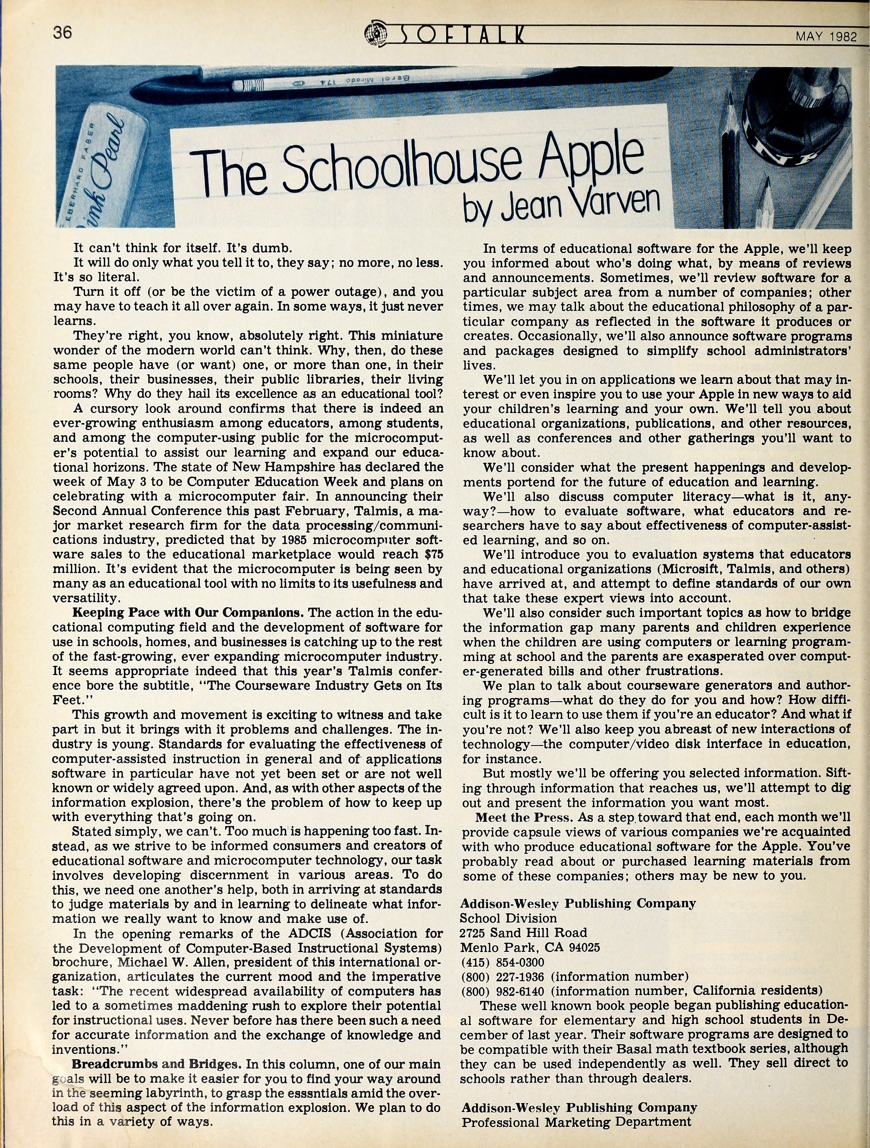 36
SOFTALK
MAY 1982
EBERHARD FABER
Pink Pearl
Berol Mirado 174
INK
The Schoolhouse Apple
by Jean Varven
It can't think for itself. It's dumb.
It will do only what you tell it to, they say; no more, no less.
It's so literal.
Turn it off (or be the victim of a power outage), and you
may have to teach it all over again. In some ways, it just never
learns.
They're right, you know, absolutely right. This miniature
wonder of the modern world can't think. Why, then, do these
same people have (or want) one, or more than one, in their
schools, their businesses, their public libraries, their living
rooms? Why do they hail its excellence as an educational tool?
A cursory look around confirms that there is indeed an
ever-growing enthusiasm among educators, among students,
and among the computer-using public for the microcomput-
er's potential to assist our learning and expand our educa-
tional horizons. The state of New Hampshire has declared the
week of May 3 to be Computer Education Week and plans on
celebrating with a microcomputer fair. In announcing their
Second Annual Conference this past February, Talmis, a ma-
jor market research firm for the data processing/communi-
cations industry, predicted that by 1985 microcomputer soft-
ware sales to the educational marketplace would reach $75
million. It's evident that the microcomputer is being seen by
many as an educational tool with no limits to its usefulness and
versatility.
Keeping Pace with Our Companions. The action in the edu-
cational computing field and the development of software for
use in schools, homes, and businesses is catching up to the rest
of the fast-growing, ever expanding microcomputer industry.
It seems appropriate indeed that this year's Talmis confer-
ence bore the subtitle, "The Courseware Industry Gets on Its
Feet."
This growth and movement is exciting to witness and take
part in but it brings with it problems and challenges. The in-
dustry is young. Standards for evaluating the effectiveness of
computer-assisted instruction in general and of applications
software in particular have not yet been set or are not well
known or widely agreed upon. And, as with other aspects of the
information explosion, there's the problem of how to keep up
with everything that's going on.
Stated simply, we can't. Too much is happening too fast. In-
stead, as we strive to be informed consumers and creators of
educational software and microcomputer technology, our task
involves developing discernment in various areas. To do
this, we need one another's help, both in arriving at standards
to judge materials by and in learning to delineate what infor-
mation we really want to know and make use of.
In the opening remarks of the ADCIS (Association for
the Development of Computer-Based Instructional Systems)
brochure, Michael W. Allen, president of this international or-
ganization, articulates the current mood and the imperative
task: "The recent widespread availability of computers has
led to a sometimes maddening rush to explore their potential
for instructional uses. Never before has there been such a need
for accurate information and the exchange of knowledge and
inventions."
Breadcrumbs and Bridges. In this column, one of our main
goals will be to make it easier for you to find your way around
in the seeming labyrinth, to grasp the esssntials amid the over-
load of this aspect of the information explosion. We plan to do
this in a variety of ways.
In terms of educational software for the Apple, we'll keep
you informed about who's doing what, by means of reviews
and announcements. Sometimes, we'll review software for a
particular subject area from a number of companies; other
times, we may talk about the educational philosophy of a par-
ticular company as reflected in the software it produces or
creates. Occasionally, we'll also announce software programs
and packages designed to simplify school administrators'
lives.
We'll let you in on applications we learn about that may in-
terest or even inspire you to use your Apple in new ways to aid
your children's learning and your own. We'll tell you about
educational organizations, publications, and other resources,
as well as conferences and other gatherings you'll want to
know about.
We'll consider what the present happenings and develop-
ments portend for the future of education and learning.
We'll also discuss computer literacy—what is it, any-
way?—how to evaluate software, what educators and re-
searchers have to say about effectiveness of computer-assist-
ed learning, and so on.
We'll introduce you to evaluation systems that educators
and educational organizations (Microsift, Talmis, and others)
have arrived at, and attempt to define standards of our own
that take these expert views into account.
We'll also consider such important topics as how to bridge
the information gap many parents and children experience
when the children are using computers or learning program-
ming at school and the parents are exasperated over comput-
er-generated bills and other frustrations.
We plan to talk about courseware generators and author-
ing programs—what do they do for you and how? How diffi-
cult is it to learn to use them if you're an educator? And what if
you're not? We'll also keep you abreast of new interactions of
technology—the computer/video disk interface in education,
for instance.
But mostly we'll be offering you selected information. Sift-
ing through information that reaches us, we'll attempt to dig
out and present the information you want most.
Meet the Press. As a step toward that end, each month we'll
provide capsule views of various companies we're acquainted
with who produce educational software for the Apple. You've
probably read about or purchased learning materials from
some of these companies; others may be new to you.
Addison-Wesley Publishing Company
School Division
2725 Sand Hill Road
Menlo Park, CA 94025
(415) 854-0300
(800) 227-1936 (information number)
(800) 982-6140 (information number, California residents)
These well known book people began publishing education-
al software for elementary and high school students in De-
cember of last year. Their software programs are designed to
be compatible with their Basal math textbook series, although
they can be used independently as well. They sell direct to
schools rather than through dealers.
Addison-Wesley Publishing Company
Professional Marketing Department